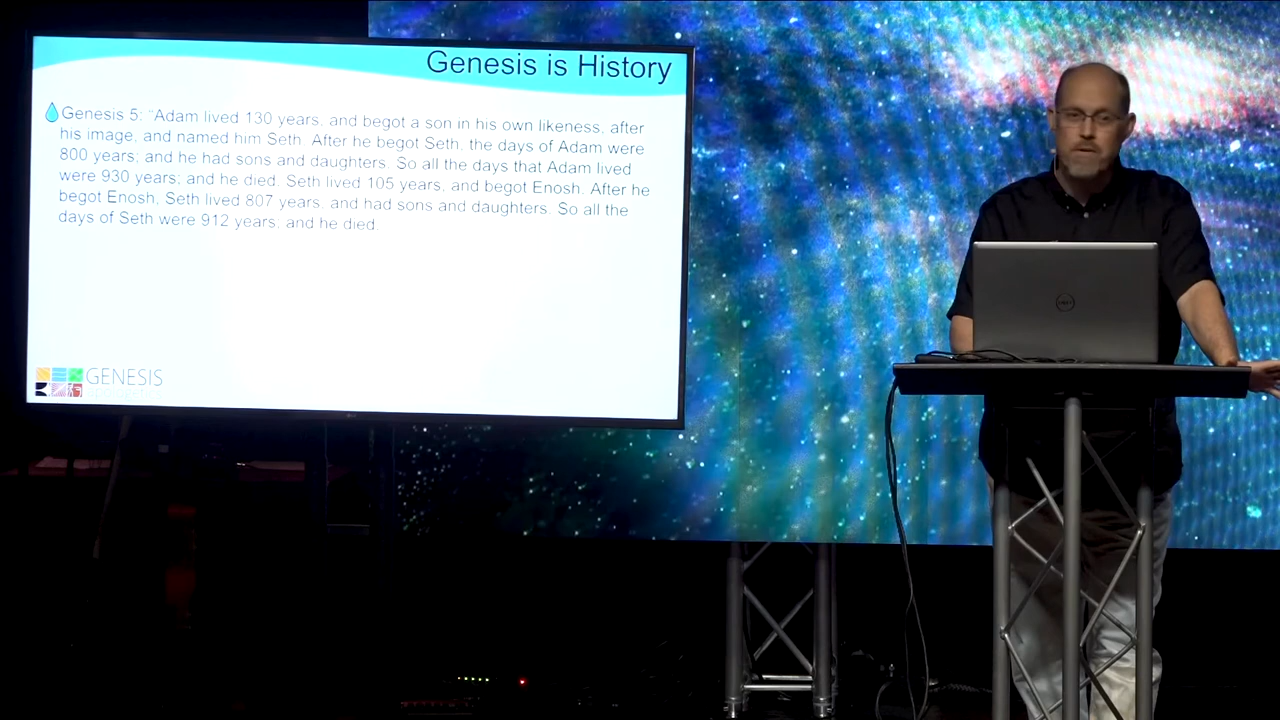 Genesis is History
Genesis 5: “Adam lived 130 years, and begot a son in his own likeness, after
his image, and named him Seth. After he begot Seth, the days of Adam were
800 years; and he had sons and daughters. So all the days that Adam lived
were 930 years; and he died. Seth lived 105 years, and begot Enosh. After he
begot Enosh, Seth lived 807 years, and had sons and daughters. So all the
days of Seth were 912 years; and he died.
GENESIS
DELL